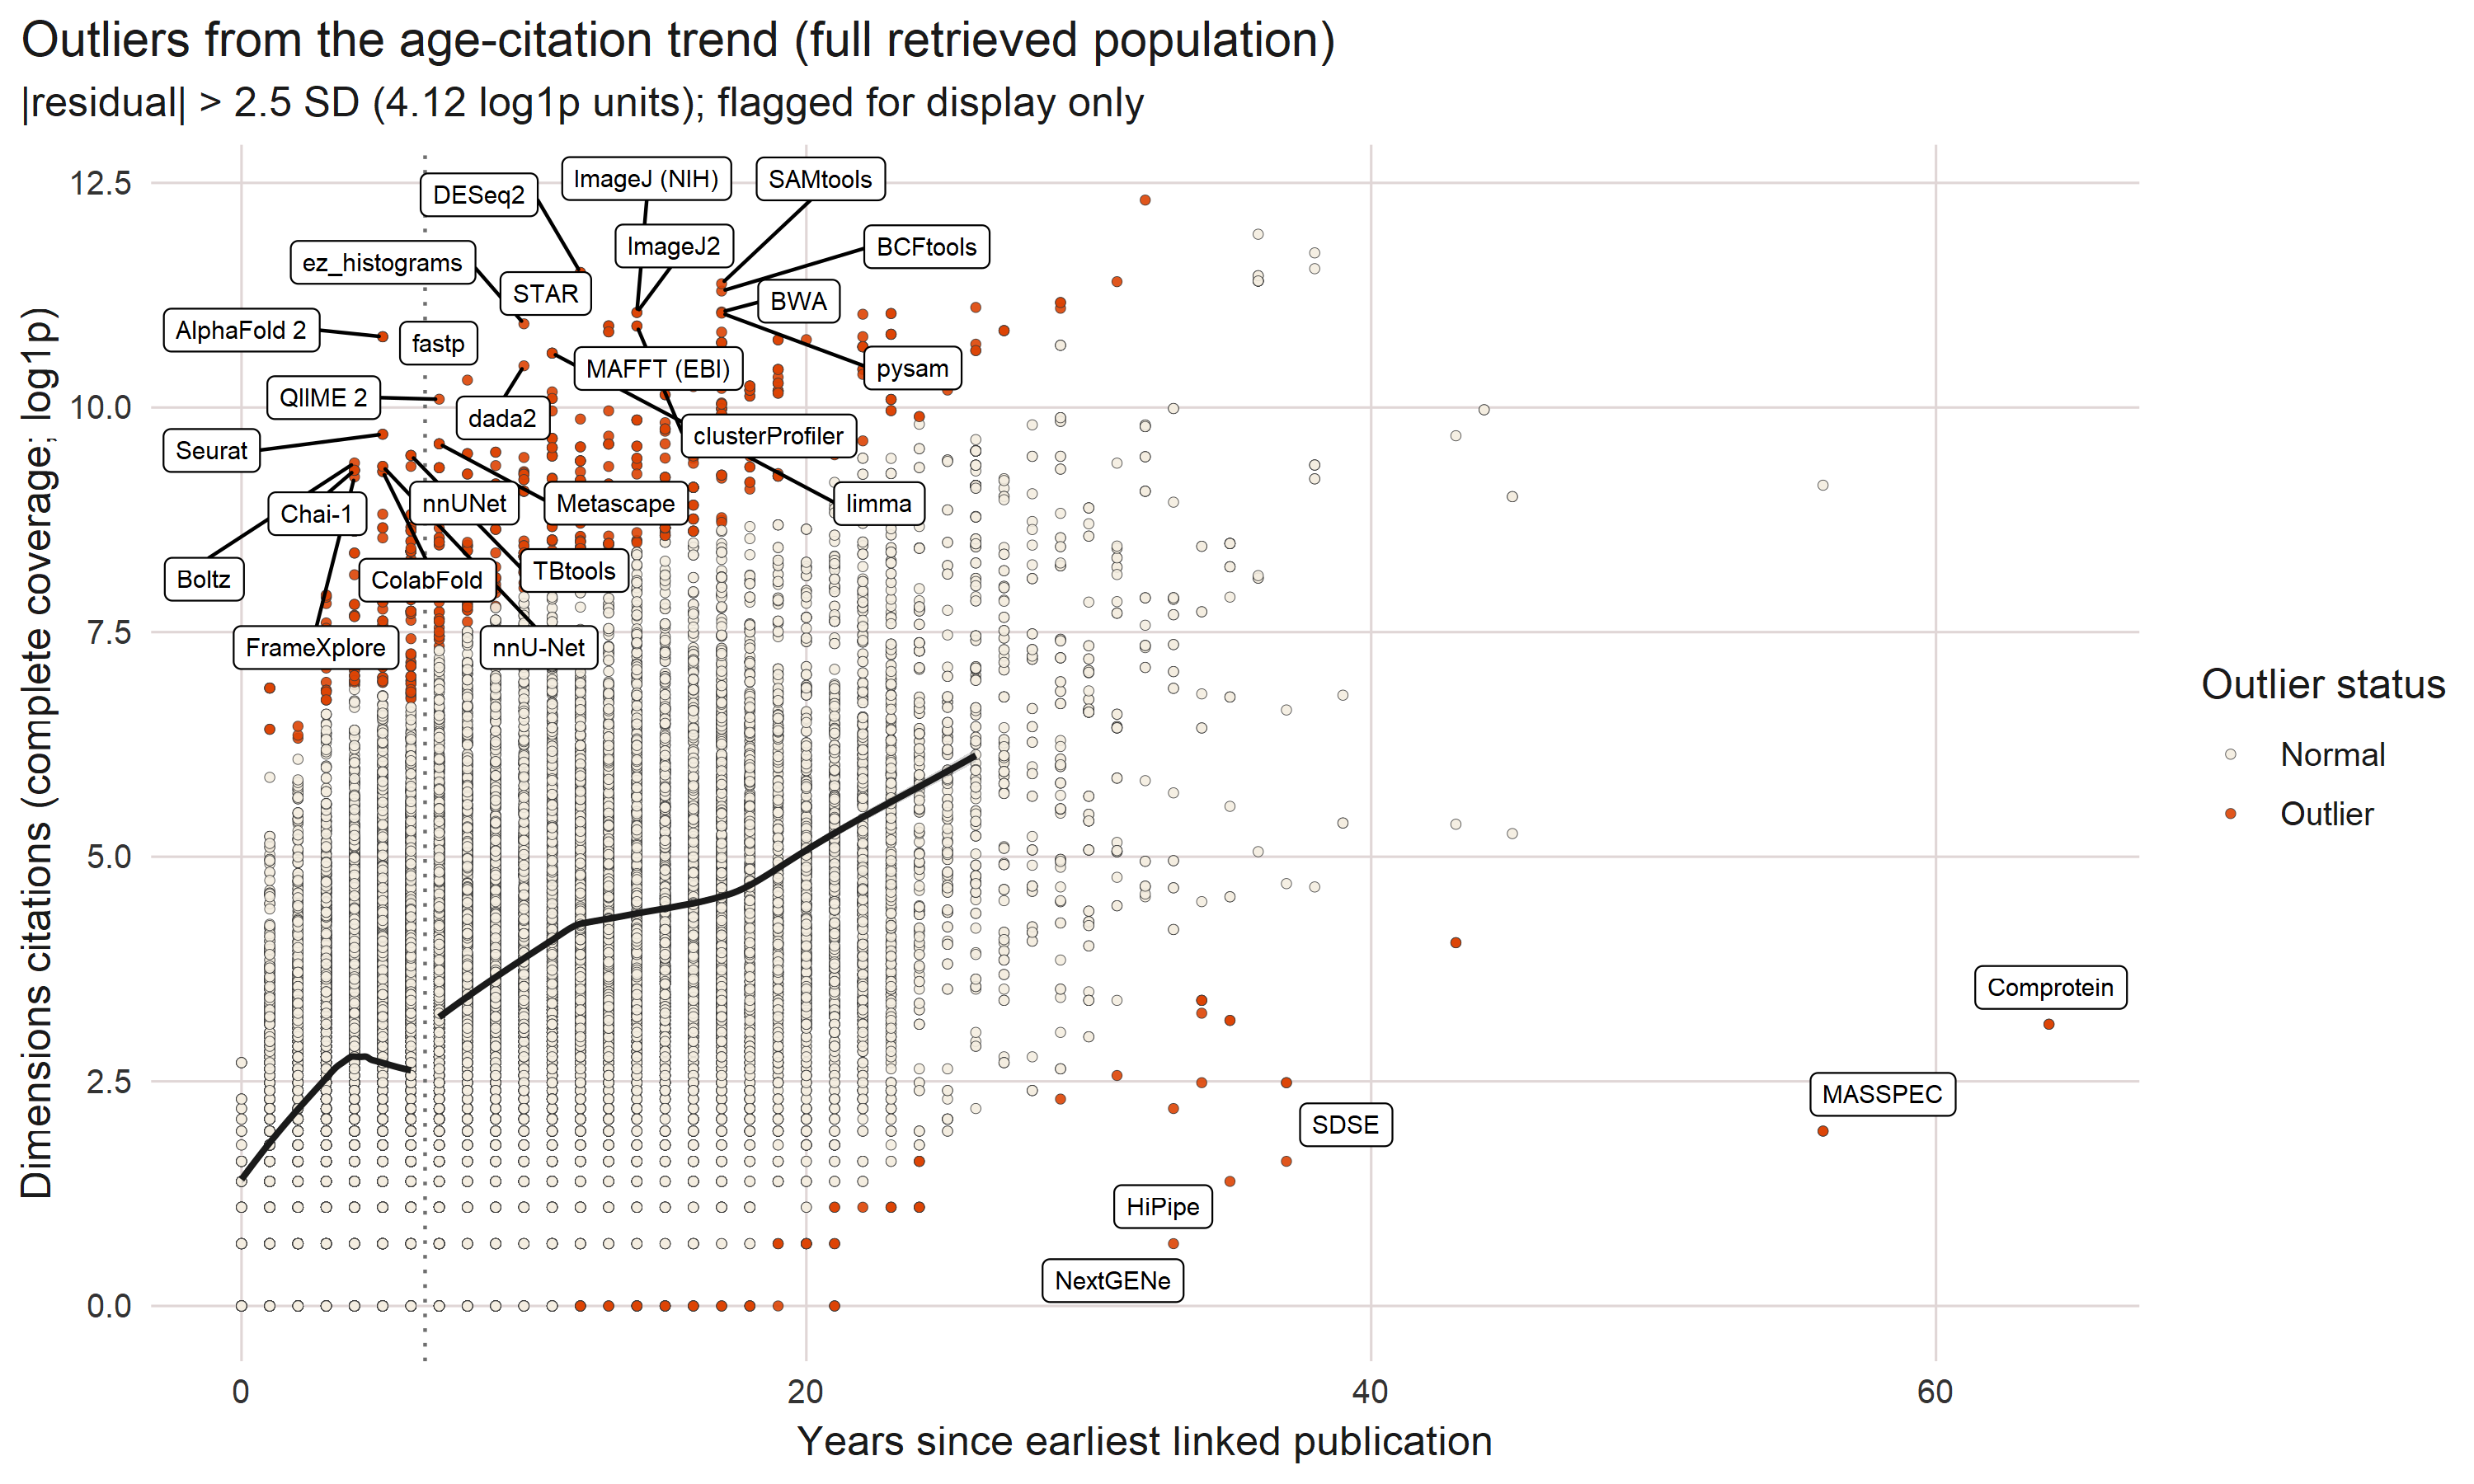 Outliers from the age-citation trend (full retrieved population)
|residual| > 2.5 SD (4.12 log1p units); flagged for display only
Dimensions citations (complete coverage; log1p)
12.5
10.0
7.5
5.0
2.5
0.0
ImageJ (NIH)
SAMtools
DESeq2
ImageJ2
BCFtools
ez_histograms
STAR
BWA
AlphaFold 2
fastp
MAFFT (EBI)
pysam
QIIME 2
dada2
clusterProfiler
Seurat
nnUNet
Metascape
limma
Chai-1
TBtools
Boltz
ColabFold
FrameXplore
nnU-Net
Comprotein
MASSPEC
SDSE
HiPipe
NextGENe
0
20
40
60
Years since earliest linked publication
Outlier status
Normal
Outlier